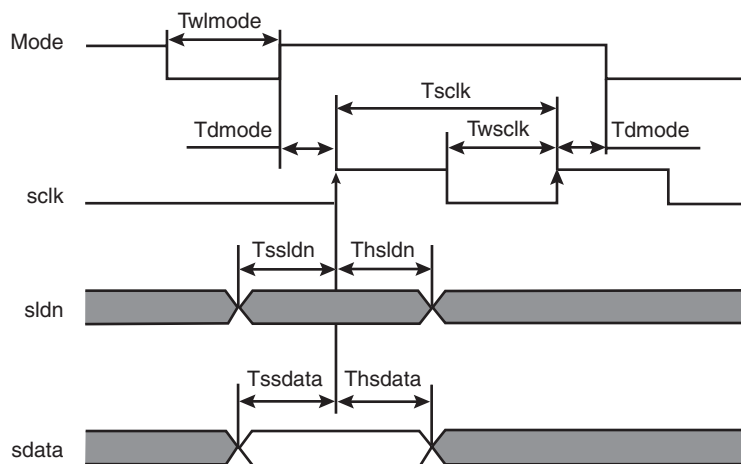 Mode
Twlmode
Tsclk
Tdmode
Twsclk
Tdmode
sclk
Tssldn
Thsldn
sldn
Tssdata
Thsdata
sdata